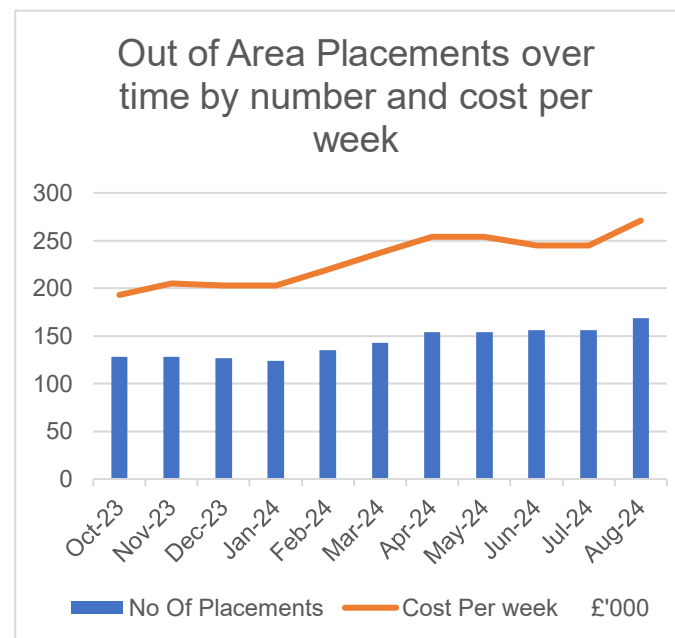 Out of Area Placements over
time by number and cost per
week
300
250
200
150
100
50
0
Oct-23
Nov-23
Dec-23
Jan-24
Feb-24
Mar-24
Apr-24
May-24
Jun-24
Jul-24
Aug-24
No Of Placements Cost Per week £'000